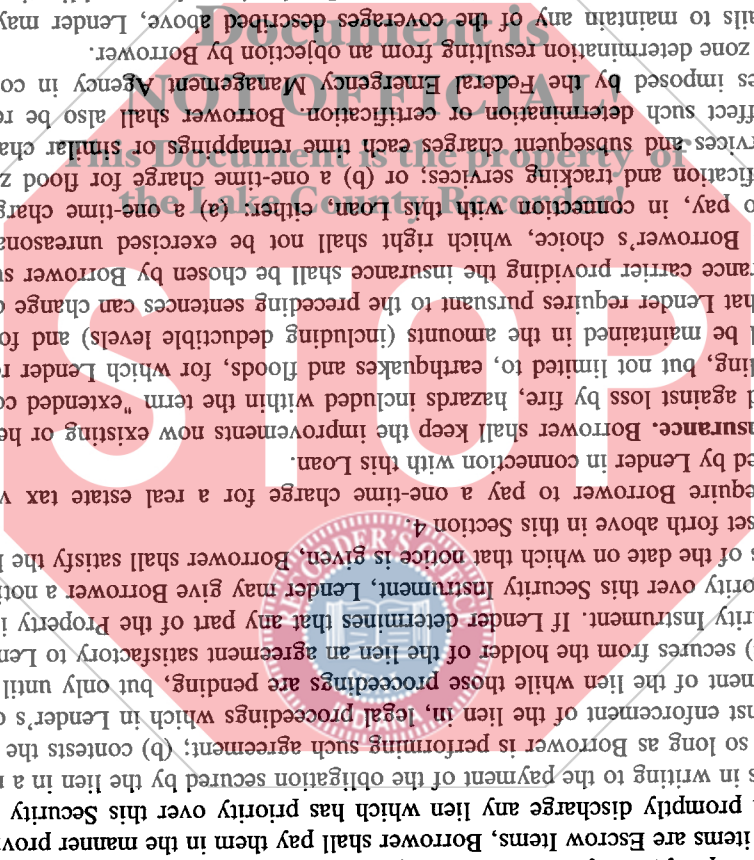 items are Escrow Items, Borrower shall pay them in the manner provi
promptly discharge any lien which has priority over this Security
s in writing to the payment of the obligation secured by the lien in a
so long as Borrower is performing such agreement; (b) contests the
nst enforcement of the lien in, legal proceedings which in Lender's o
ment of the lien while those proceedings are pending, but only until
) secures from the holder of the lien an agreement satisfactory to Len
rity Instrument. If Lender determines that any part of the Property i
ority over this Security Instrument, Lender may give Borrower a noti
s of the date on which that notice is given, Borrower shall satisfy the
set forth above in this Section 4.
equire Borrower to pay a one-time charge for a real estate tax v
ed by Lender in connection with this Loan.
nsurance. Borrower shall keep the improvements now existing or he
d against loss by fire, hazards included within the term "extended co
ding, but not limited to, earthquakes and floods, for which Lender r
l be maintained in the amounts (including deductible levels) and fo
hat Lender requires pursuant to the preceding sentences can change d
rance carrier providing the insurance shall be chosen by Borrower su
Borrower's choice, which right shall not be exercised unreasona
o pay, in connection with this Loan, either: (a) a one-time charg
fication and tracking services; or (b) a one-time charge for flood z
rvices and subsequent charges each time remappings or similar cha
ffect such determination or certification. Borrower shall also be re
es imposed by the Federal Emergency Management Agency in co
zone determination resulting from an objection by Borrower.
ails to maintain any of the coverages described above, Lender may
Document is
NOT OFFICIAL!
This Document is the property of
the Lake County Recorder!
STOP
RECORDER'S OFFICE
INDIANA